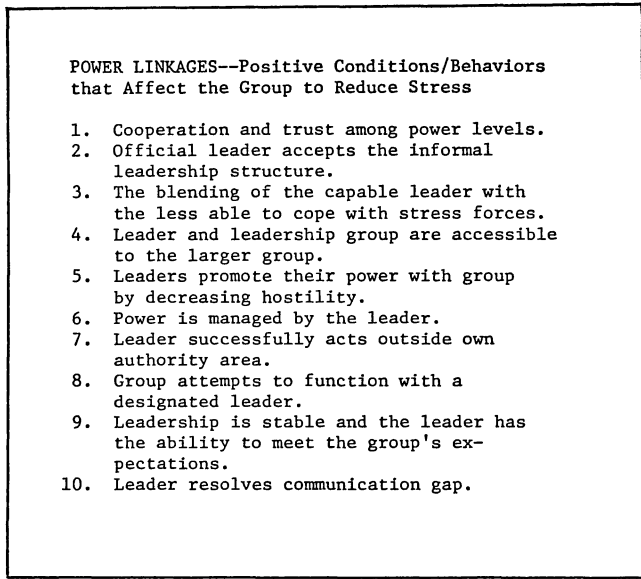 POWER LINKAGES--Positive Conditions/Behaviors
that Affect the Group to Reduce Stress
1. Cooperation and trust among power levels.
2. Official leader accepts the informal
leadership structure.
3. The blending of the capable leader with
the less able to cope with stress forces.
4. Leader and leadership group are accessible
to the larger group.
5. Leaders promote their power with group
by decreasing hostility.
6. Power is managed by the leader.
7. Leader successfully acts outside own
authority area.
8. Group attempts to function with a
designated leader.
9. Leadership is stable and the leader has
the ability to meet the group's ex-
pectations.
10. Leader resolves communication gap.